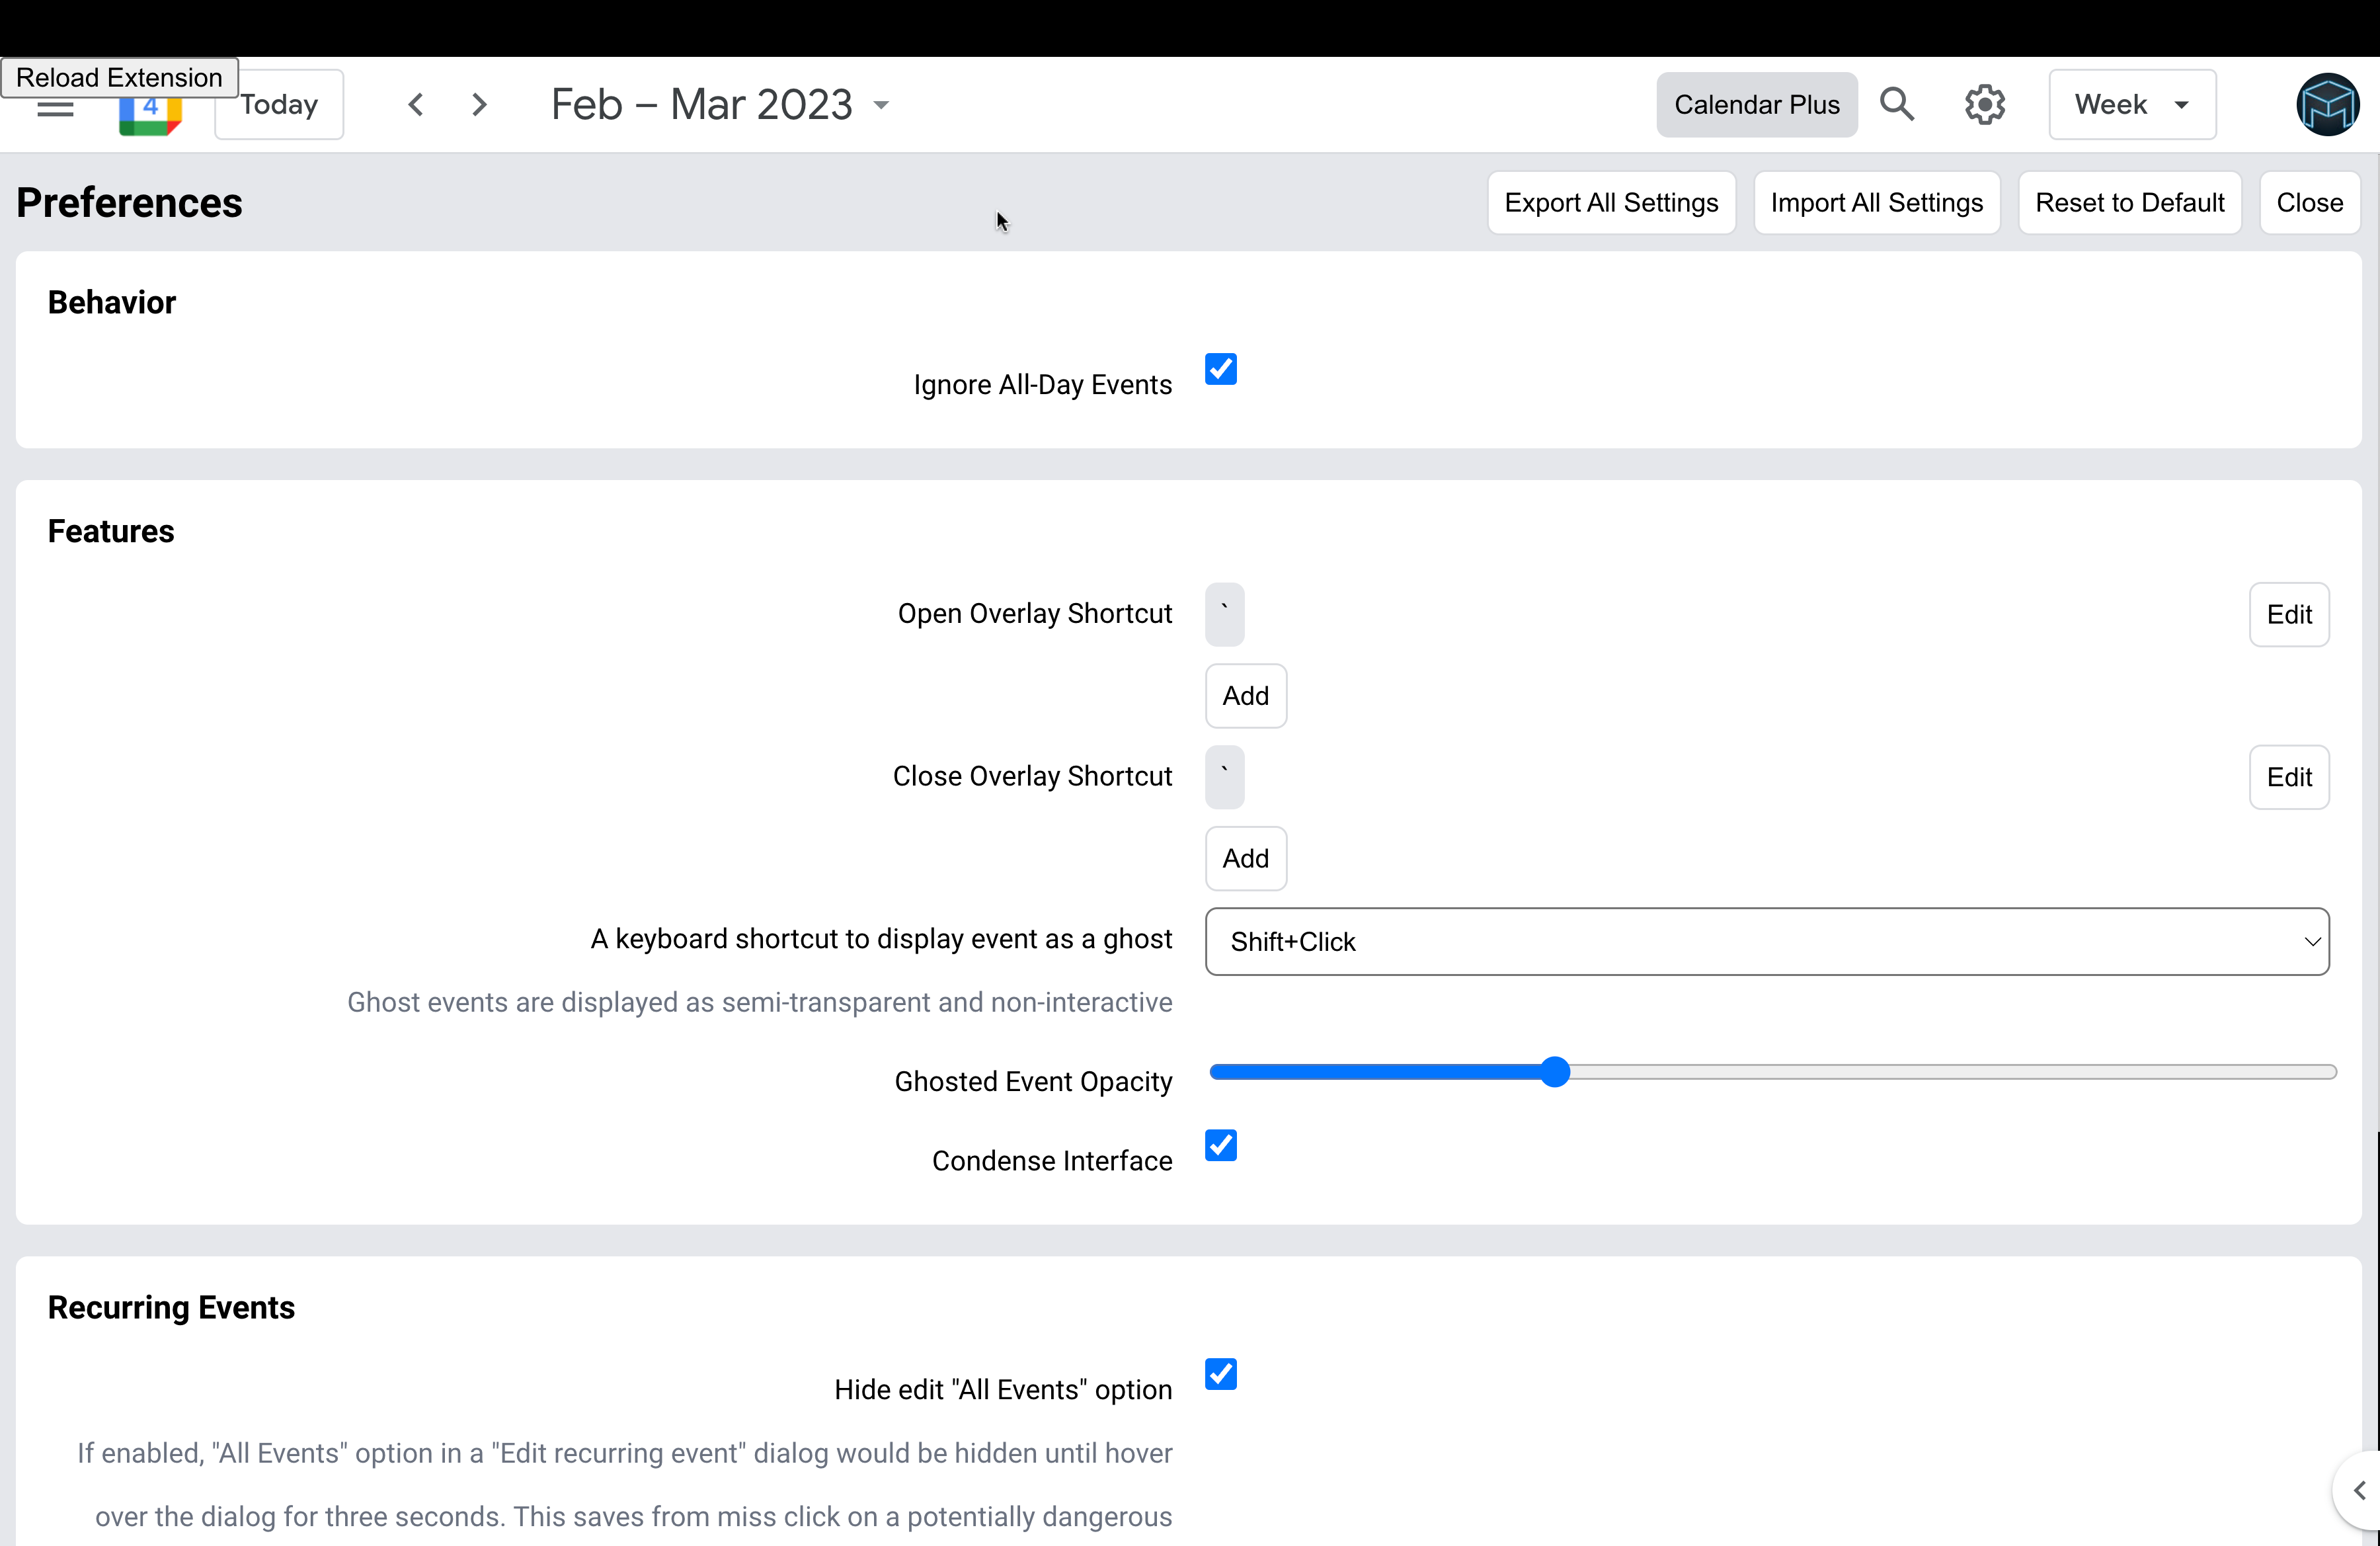 Reload Extension
4
Today
Feb – Mar 2023
Calendar Plus
Week
Preferences
Export All Settings
Import All Settings
Reset to Default
Close
Behavior
Ignore All-Day Events
Features
Open Overlay Shortcut
`
Edit
Add
Close Overlay Shortcut
`
Edit
Add
A keyboard shortcut to display event as a ghost
Shift+Click
Ghost events are displayed as semi-transparent and non-interactive
Ghosted Event Opacity
Condense Interface
Recurring Events
Hide edit "All Events" option
If enabled, "All Events" option in a "Edit recurring event" dialog would be hidden until hover
over the dialog for three seconds. This saves from miss click on a potentially dangerous